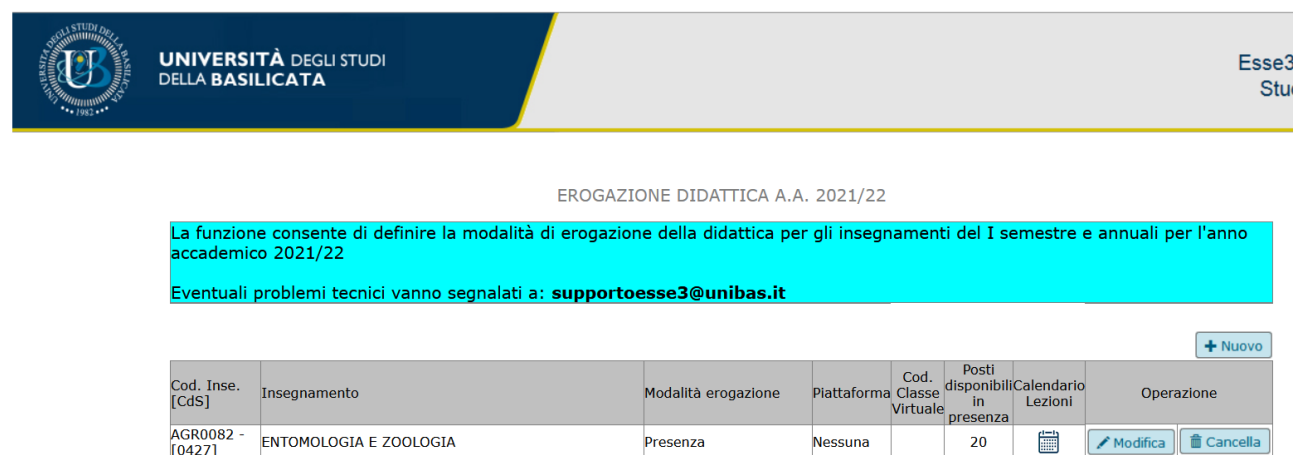 UNIVERSITÀ DEGLI STUDI
DELLA BASILICATA
Esse3
EROGAZIONE DIDATTICA A.A. 2021/22
La funzione consente di definire la modalità di erogazione della didattica per gli insegnamenti del I semestre e annuali per l'anno
accademico 2021/22
Eventuali problemi tecnici vanno segnalati a: supportoesse3@unibas.it
+ Nuovo
Cod. Inse. [CdS] Insegnamento Modalità erogazione Piattaforma Cod. Classe Virtuale Posti disponibili in presenza Calendario Lezioni Operazione
AGR0082 - [0427] ENTOMOLOGIA E ZOOLOGIA Presenza Nessuna 20 Modifica Cancella